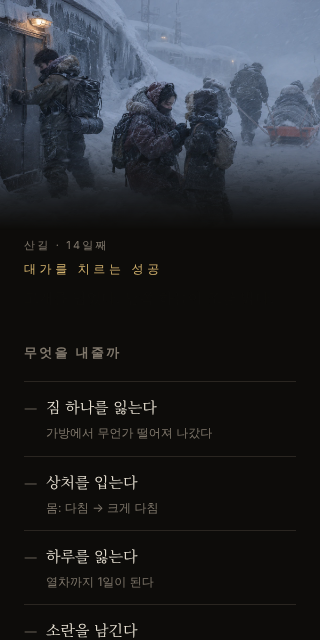 산길 · 14일째
대가를 치르는 성공
무엇을 내줄까
— 짐 하나를 잃는다
가방에서 무언가 떨어져 나갔다
— 상처를 입는다
몸: 다침 → 크게 다침
— 하루를 잃는다
열차까지 1일이 된다
— 소란을 남긴다